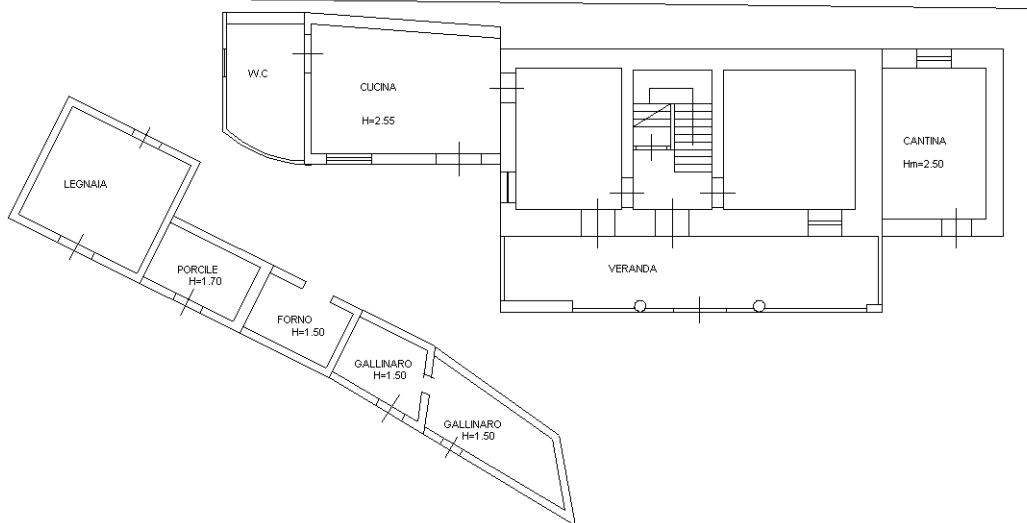 W.C
CUCINA
H=2.55
CANTINA
Hm=2.50
LEGNAIA
PORCILE
H=1.70
VERANDA
FORNO
H=1.50
GALLINARO
H=1.50
GALLINARO
H=1.50